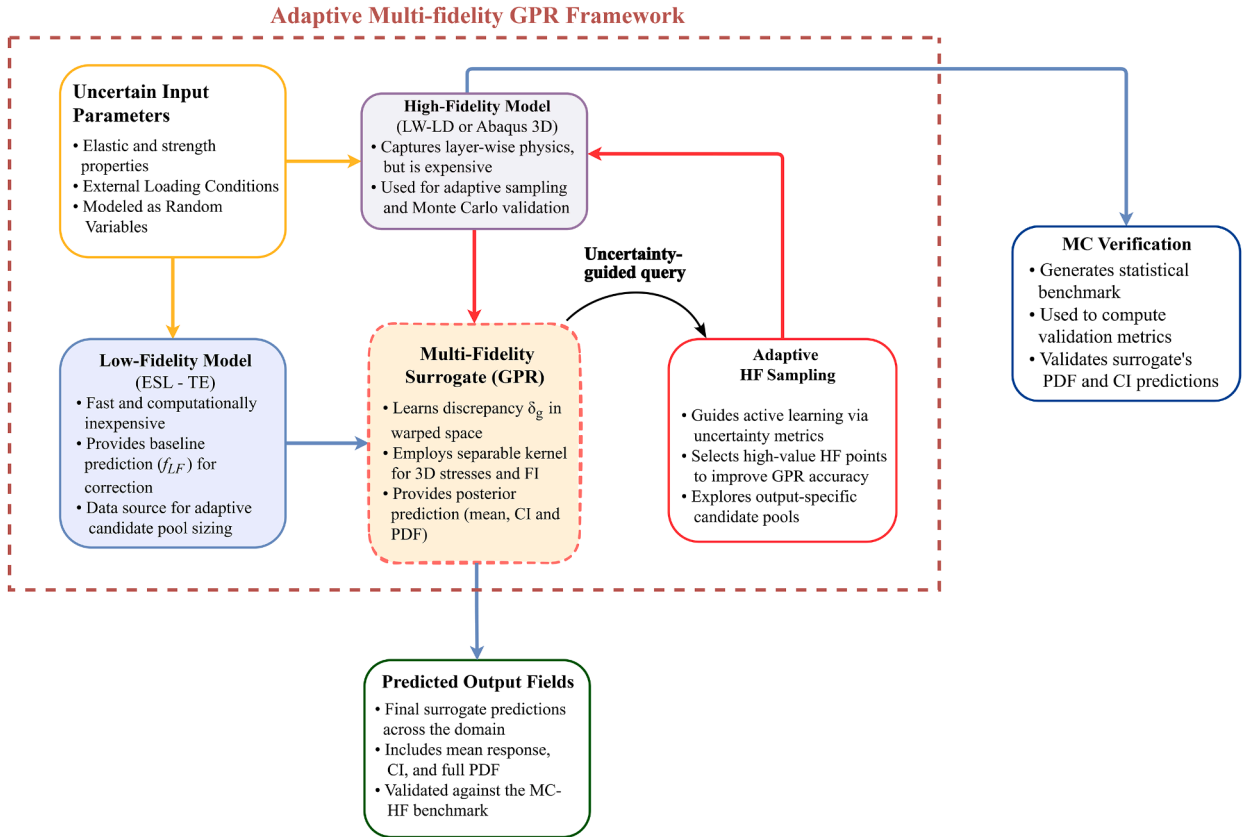 Adaptive Multi-fidelity GPR Framework
Uncertain Input
Parameters
• Elastic and strength
properties
• External Loading Conditions
• Modeled as Random
Variables
High-Fidelity Model
(LW-LD or Abaqus 3D)
• Captures layer-wise physics,
but is expensive
• Used for adaptive sampling
and Monte Carlo validation
MC Verification
• Generates statistical
benchmark
• Used to compute
validation metrics
• Validates surrogate's
PDF and CI predictions
Uncertainty-
guided query
Low-Fidelity Model
(ESL - TE)
• Fast and computationally
inexpensive
• Provides baseline
prediction (f_LF) for
correction
• Data source for adaptive
candidate pool sizing
Multi-Fidelity
Surrogate (GPR)
• Learns discrepancy δ_g in
warped space
• Employs separable kernel
for 3D stresses and FI
• Provides posterior
prediction (mean, CI and
PDF)
Adaptive
HF Sampling
• Guides active learning via
uncertainty metrics
• Selects high-value HF points
to improve GPR accuracy
• Explores output-specific
candidate pools
Predicted Output Fields
• Final surrogate predictions
across the domain
• Includes mean response,
CI, and full PDF
• Validated against the MC-
HF benchmark